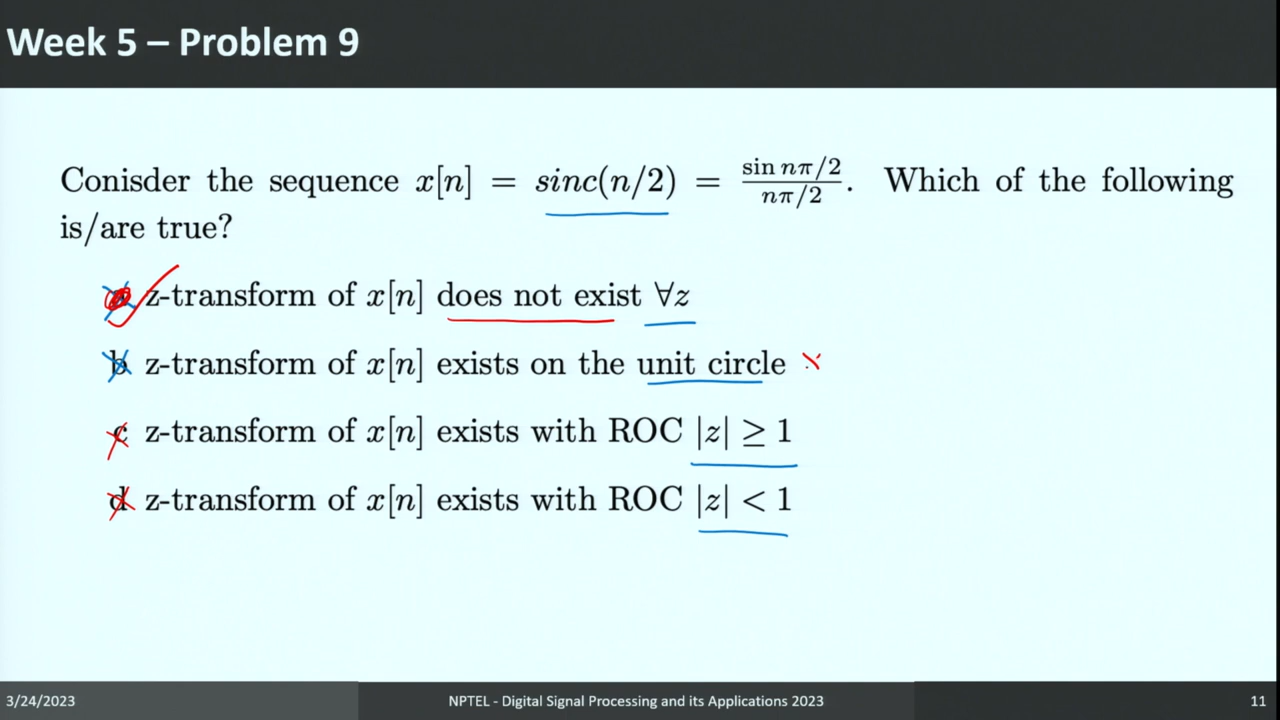 Week 5 – Problem 9
Conisder the sequence x[n] = sinc(n/2) = \frac{sin nπ/2}{nπ/2}. Which of the following
is/are true?
a z-transform of x[n] does not exist ∀z
b z-transform of x[n] exists on the unit circle
c z-transform of x[n] exists with ROC |z| ≥ 1
d z-transform of x[n] exists with ROC |z| < 1
3/24/2023
NPTEL - Digital Signal Processing and its Applications 2023
11